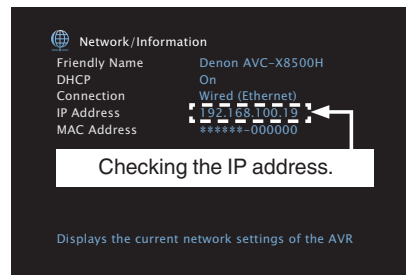 Network/Information
Friendly Name Denon AVC-X8500H
DHCP On
Connection Wired (Ethernet)
IP Address 192.168.100.19
MAC Address ******-000000
Checking the IP address.
Displays the current network settings of the AVR